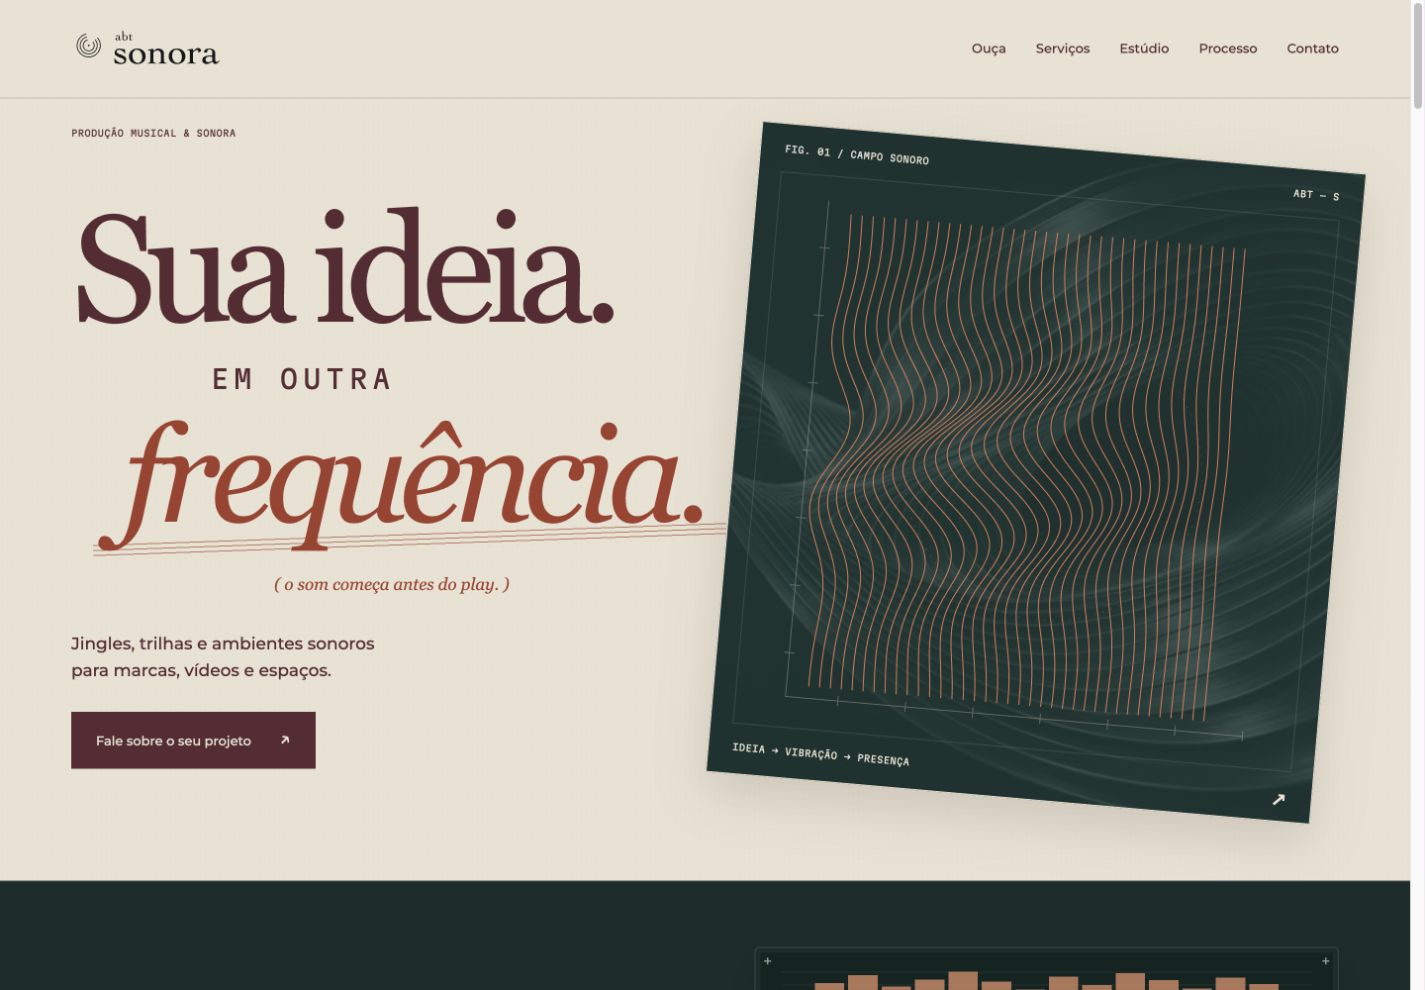 abt
sonora
Ouça
Serviços
Estúdio
Processo
Contato
PRODUÇÃO MUSICAL & SONORA
Sua ideia.
EM OUTRA
frequência.
( o som começa antes do play. )
Jingles, trilhas e ambientes sonoros
para marcas, vídeos e espaços.
Fale sobre o seu projeto ↗
FIG. 01 / CAMPO SONORO
ABT — S
IDEIA → VIBRAÇÃO → PRESENÇA
↗